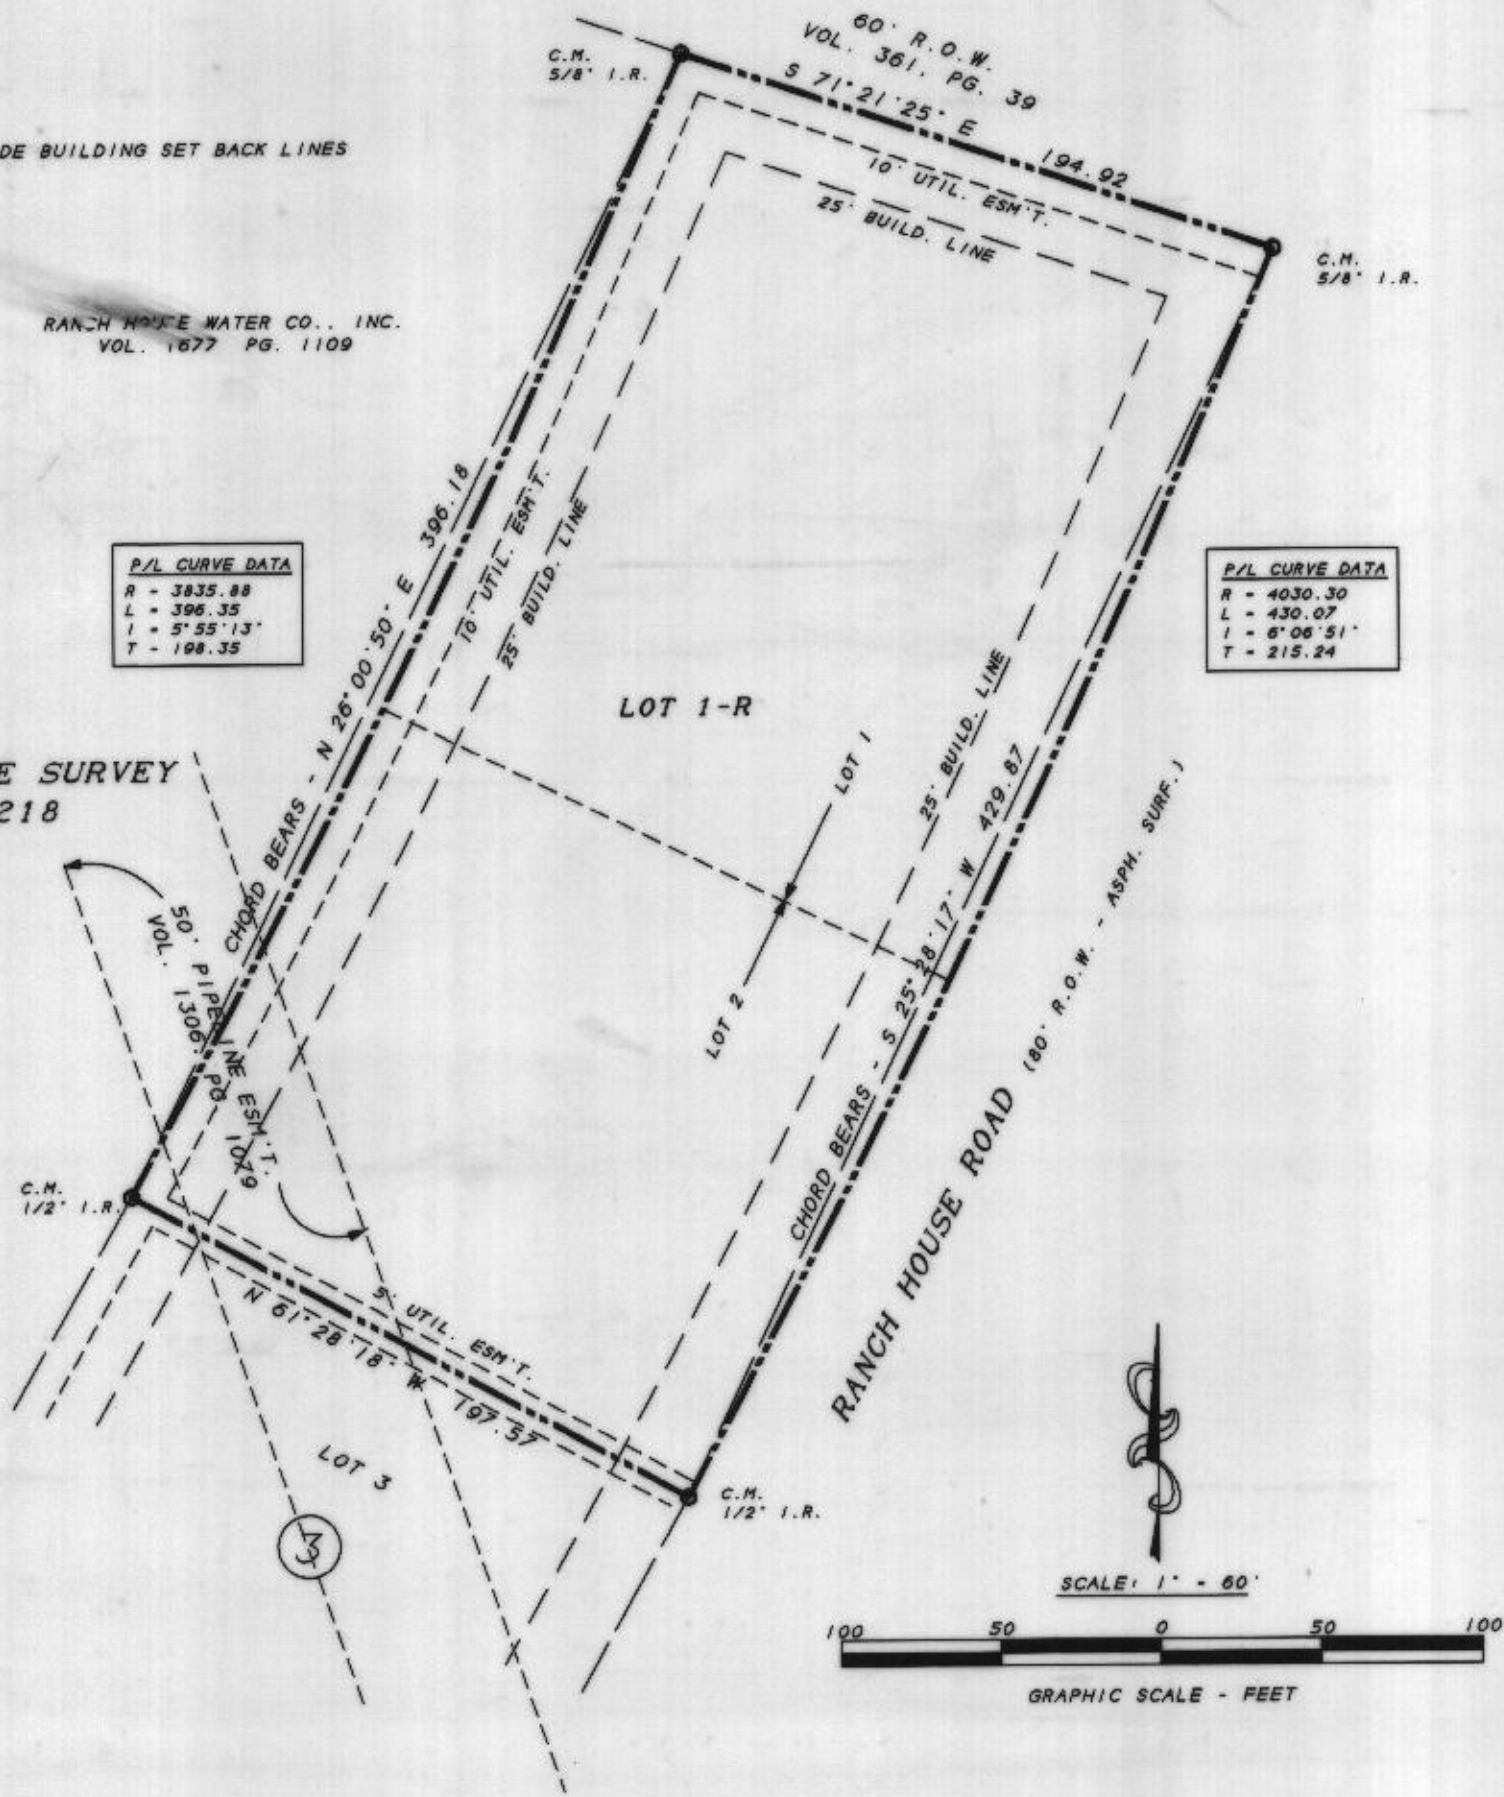 60' R.O.W.
VOL. 361, PG. 39
C.M.
5/8" I.R.
S 71°21'25" E
194.92
10' UTIL. ESM'T.
25' BUILD. LINE
C.M.
5/8" I.R.
DE BUILDING SET BACK LINES
RANCH HOUSE WATER CO., INC.
VOL. 1677 PG. 1109
CHORD BEARS - N 26°00'50" E 396.18
10' UTIL. ESM'T.
25' BUILD. LINE
P/L CURVE DATA
R - 3835.88
L - 396.35
I - 5°55'13"
T - 198.35
P/L CURVE DATA
R - 4030.30
L - 430.07
I - 6°06'51"
T - 215.24
LOT 1-R
LOT 1
LOT 2
25' BUILD. LINE
CHORD BEARS - S 25°28'17" W 429.87
RANCH HOUSE ROAD (80' R.O.W. - ASPH. SURF.)
E SURVEY
218
50' PIPELINE ESM'T.
VOL. 1306, PG. 1029
C.M.
1/2" I.R.
5' UTIL. ESM'T.
N 61°28'18" W 197.57
LOT 3
3
C.M.
1/2" I.R.
SCALE: 1" - 60'
100 50 0 50 100
GRAPHIC SCALE - FEET